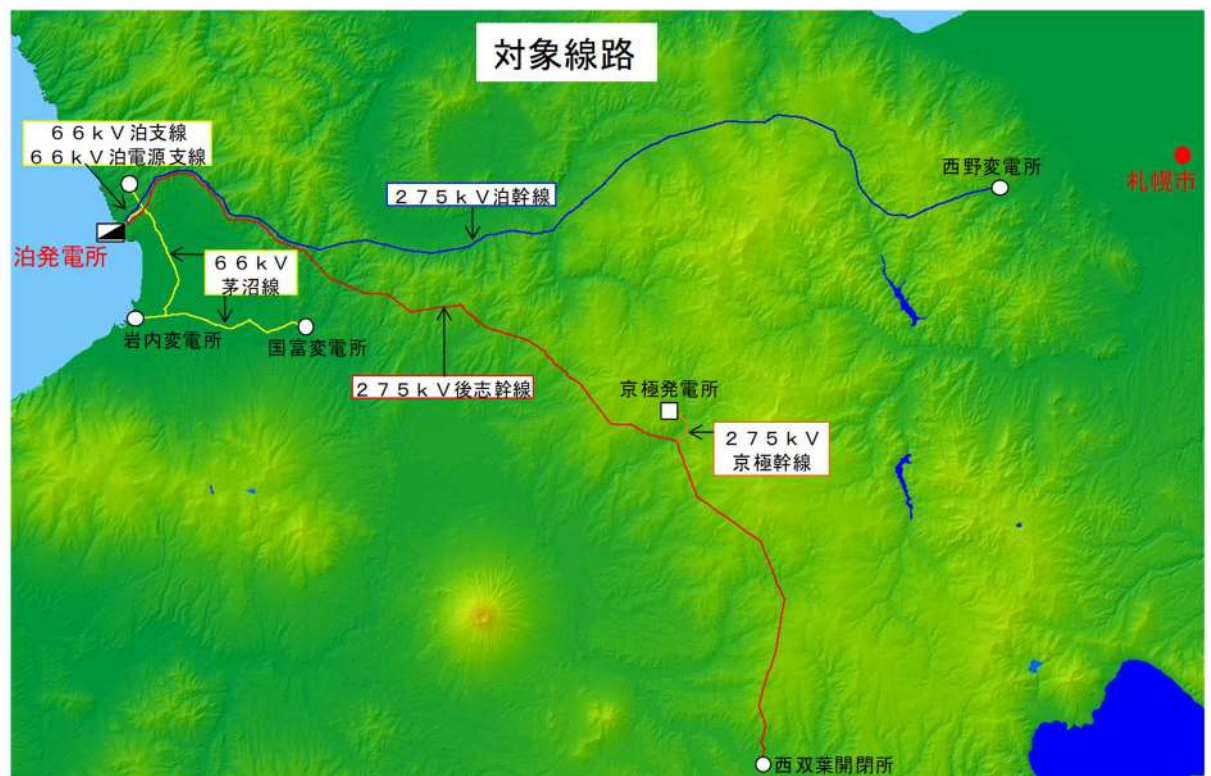 対象線路
６６ｋＶ泊支線
６６ｋＶ泊電源支線
西野変電所
札幌市
２７５ｋＶ泊幹線
泊発電所
６６ｋＶ
茅沼線
岩内変電所
国富変電所
２７５ｋＶ後志幹線
京極発電所
２７５ｋＶ
京極幹線
西双葉開閉所